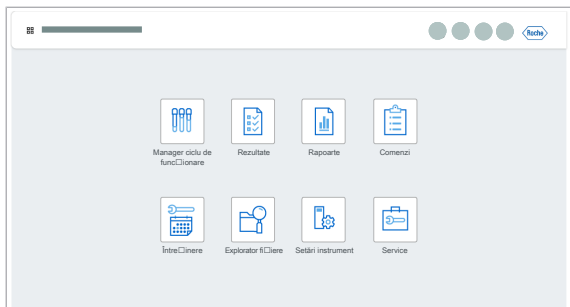 Roche
Manager ciclu de
func□ionare
Rezultate
Rapoarte
Comenzi
Între□inere
Explorator fi□iere
Setări instrument
Service